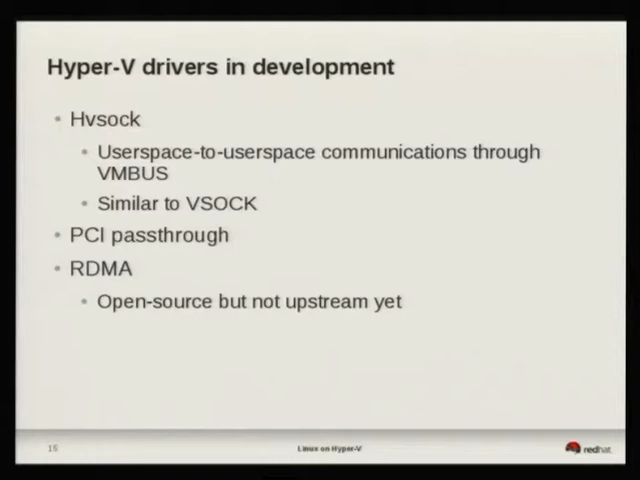 Hyper-V drivers in development
Hvsock
Userspace-to-userspace communications through
VMBUS
Similar to VSOCK
PCI passthrough
RDMA
Open-source but not upstream yet
16
Linux on Hyper-V
redhat